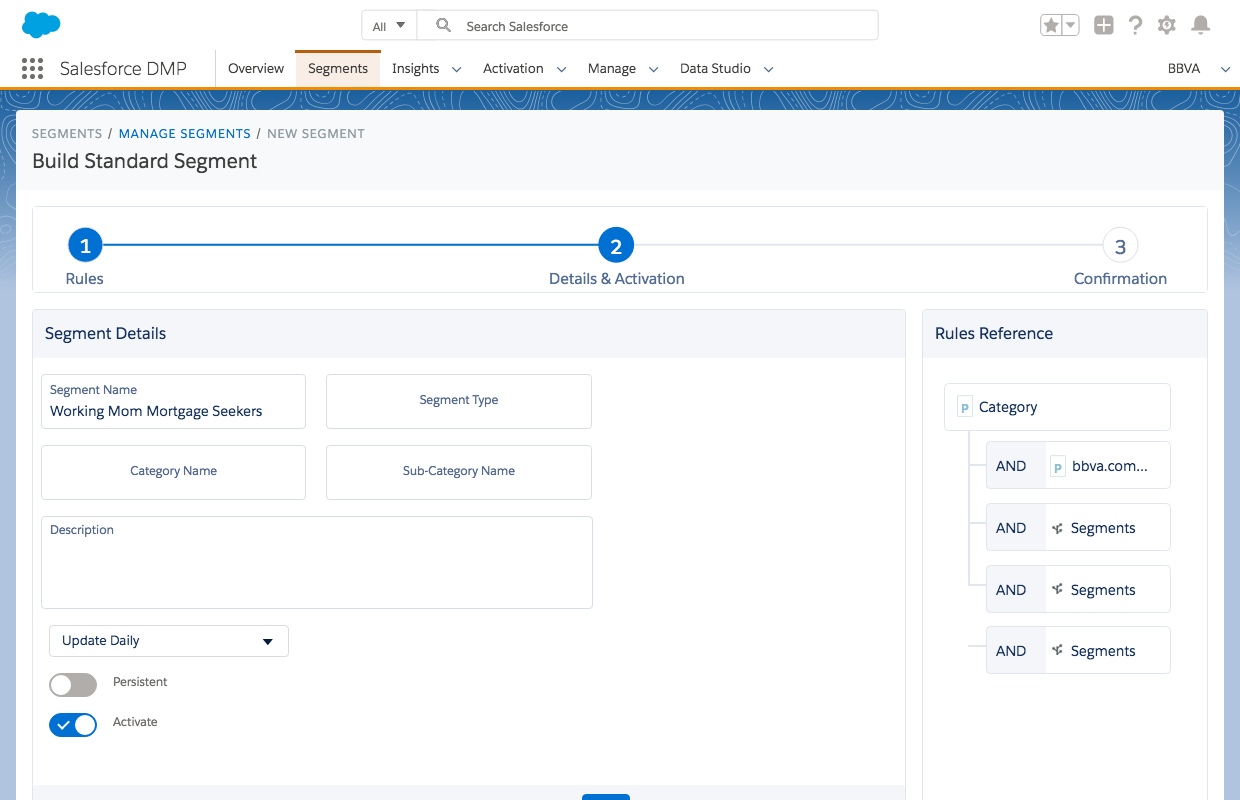 All
Search Salesforce
Salesforce DMP
Overview
Segments
Insights
Activation
Manage
Data Studio
BBVA
SEGMENTS / MANAGE SEGMENTS / NEW SEGMENT
Build Standard Segment
1
2
3
Rules
Details & Activation
Confirmation
Segment Details
Segment Name
Working Mom Mortgage Seekers
Segment Type
Category Name
Sub-Category Name
Description
Update Daily
Persistent
Activate
Rules Reference
p Category
AND p bbva.com...
AND Segments
AND Segments
AND Segments